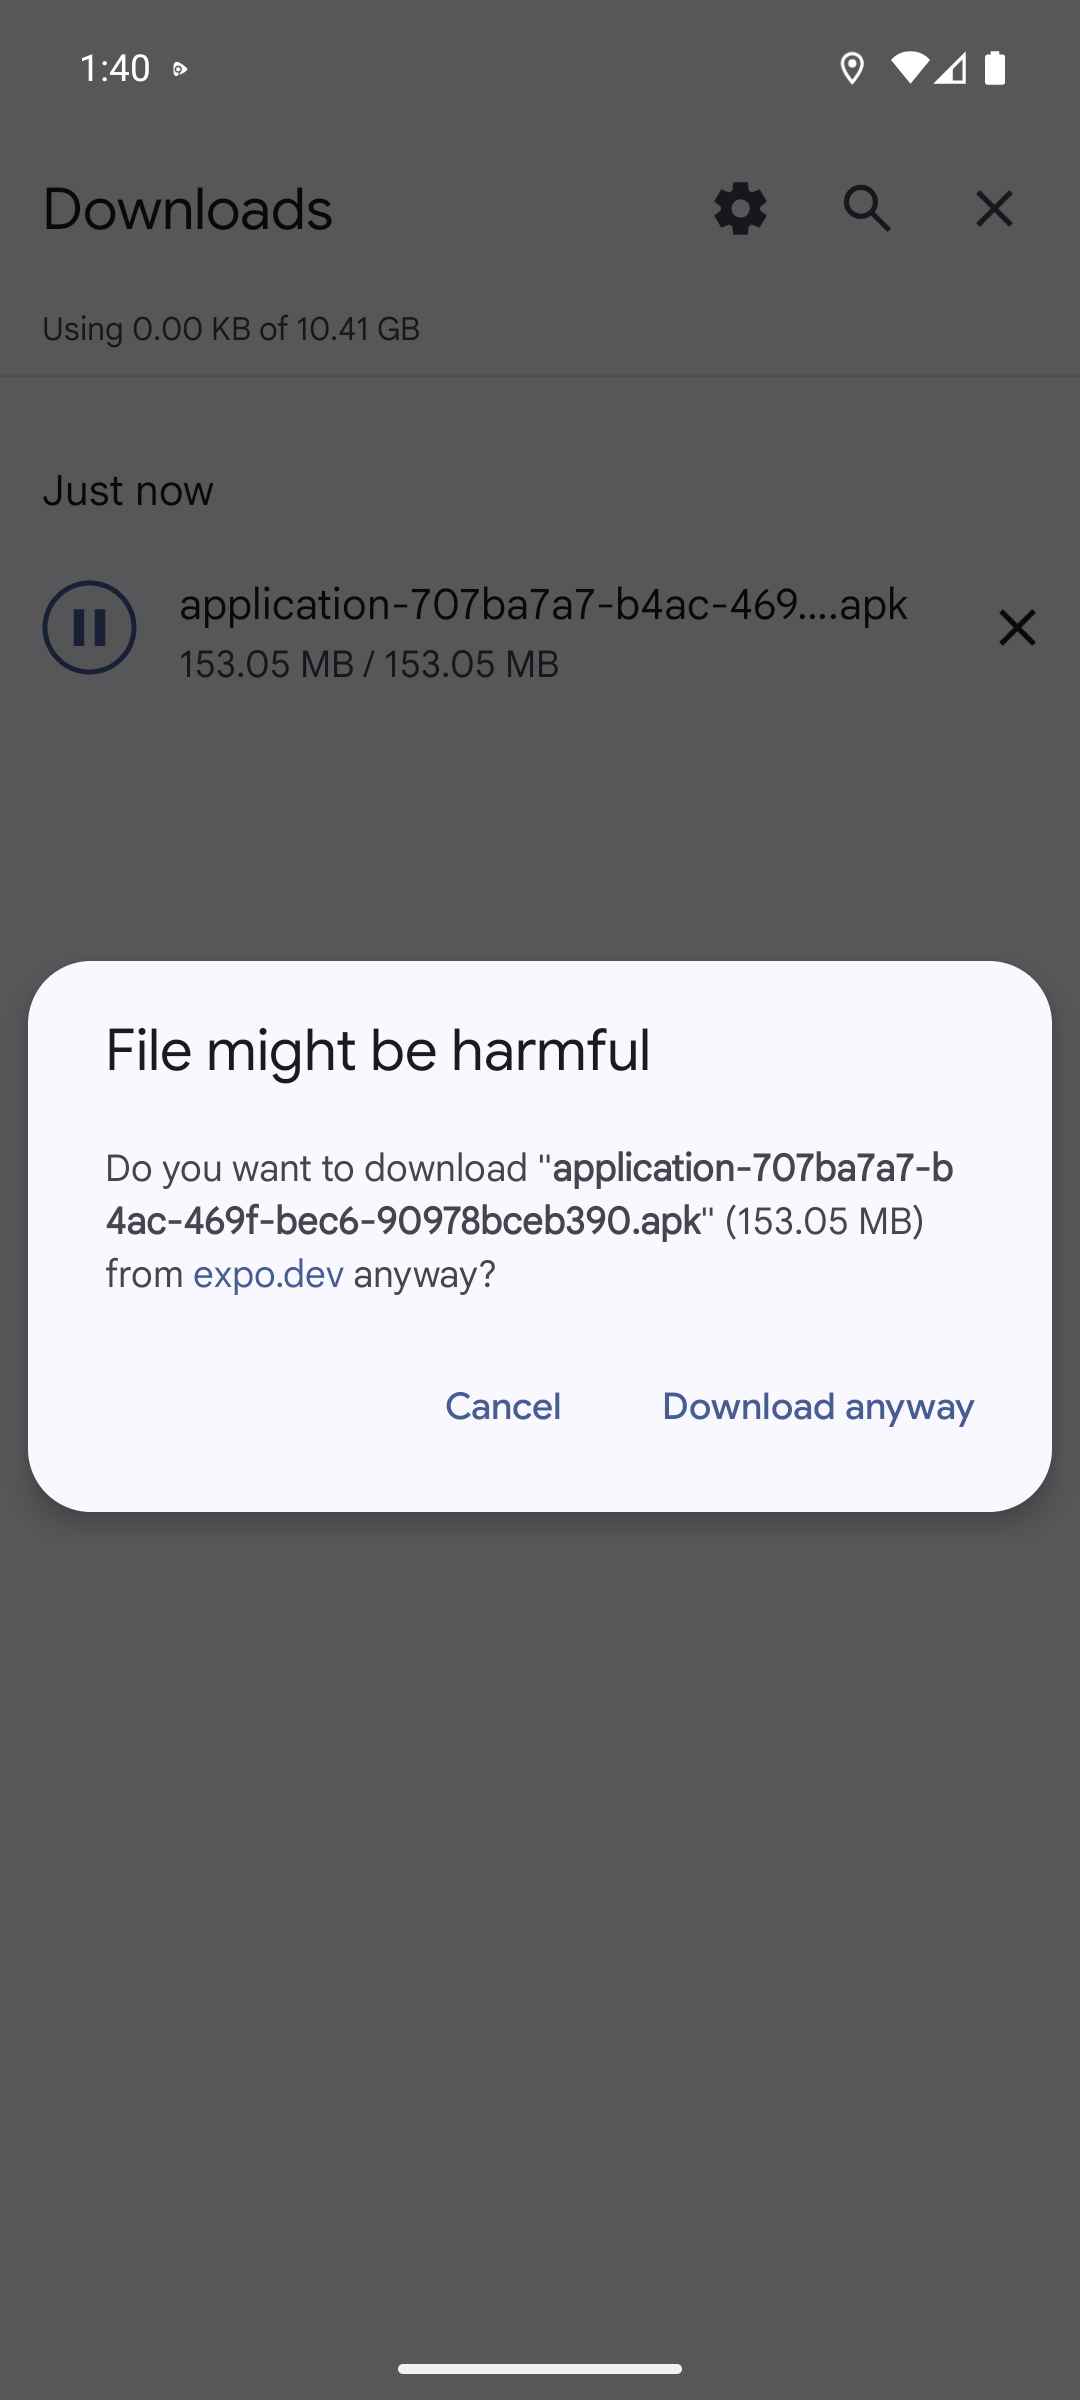 1:40
Downloads
Using 0.00 KB of 10.41 GB
Just now
application-707ba7a7-b4ac-469....apk
153.05 MB / 153.05 MB
File might be harmful
Do you want to download "application-707ba7a7-b
4ac-469f-bec6-90978bceb390.apk" (153.05 MB)
from expo.dev anyway?
Cancel
Download anyway